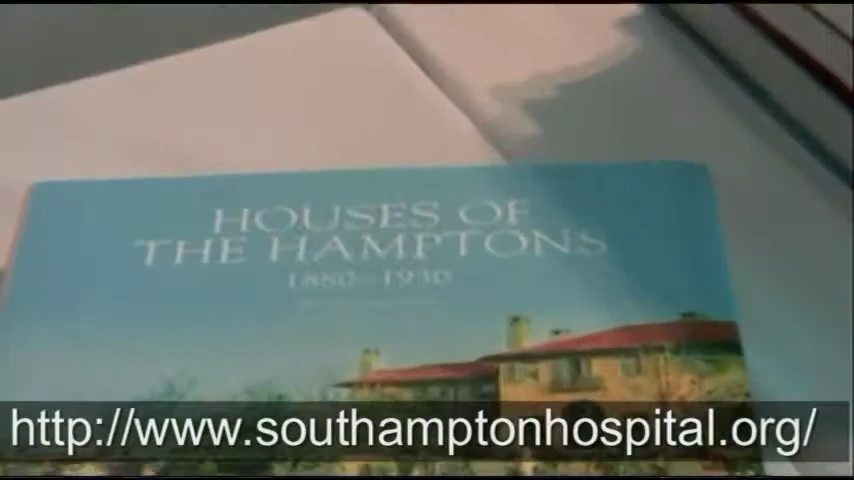 HOUSES OF
THE HAMPTONS
1880-1930
http://www.southamptonhospital.org/